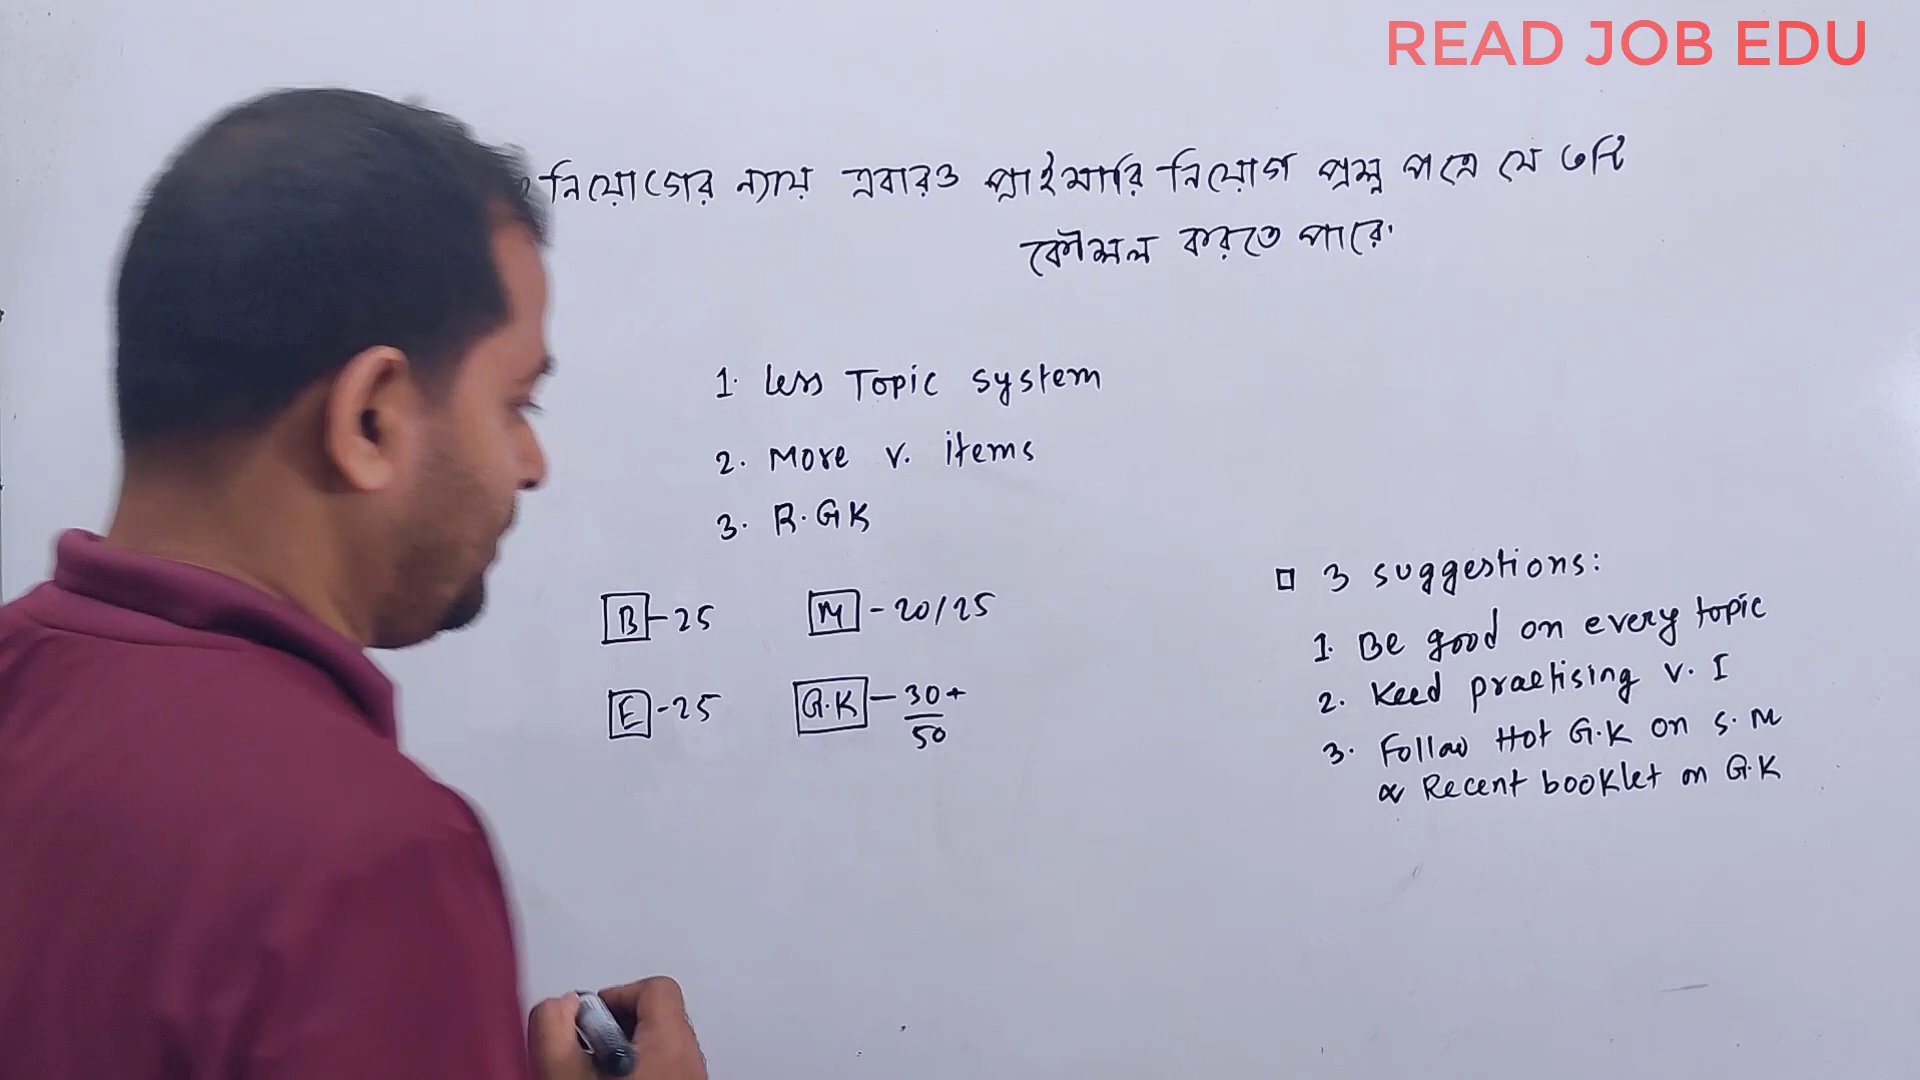 READ JOB EDU
নিয়োগের ন্যায় এবারও প্রাইমারি নিয়োগ প্রশ্ন পত্রে যে ৩টি
কৌশল করতে পারে।
1. Less Topic system
2. More v. items
3. R.GK
B-25 M-20/25
E-25 G.K-30+
50
□ 3 suggestions:
1. Be good on every topic
2. Keed practising v. I
3. Follow Hot G.K on S.M
& Recent booklet on G.K